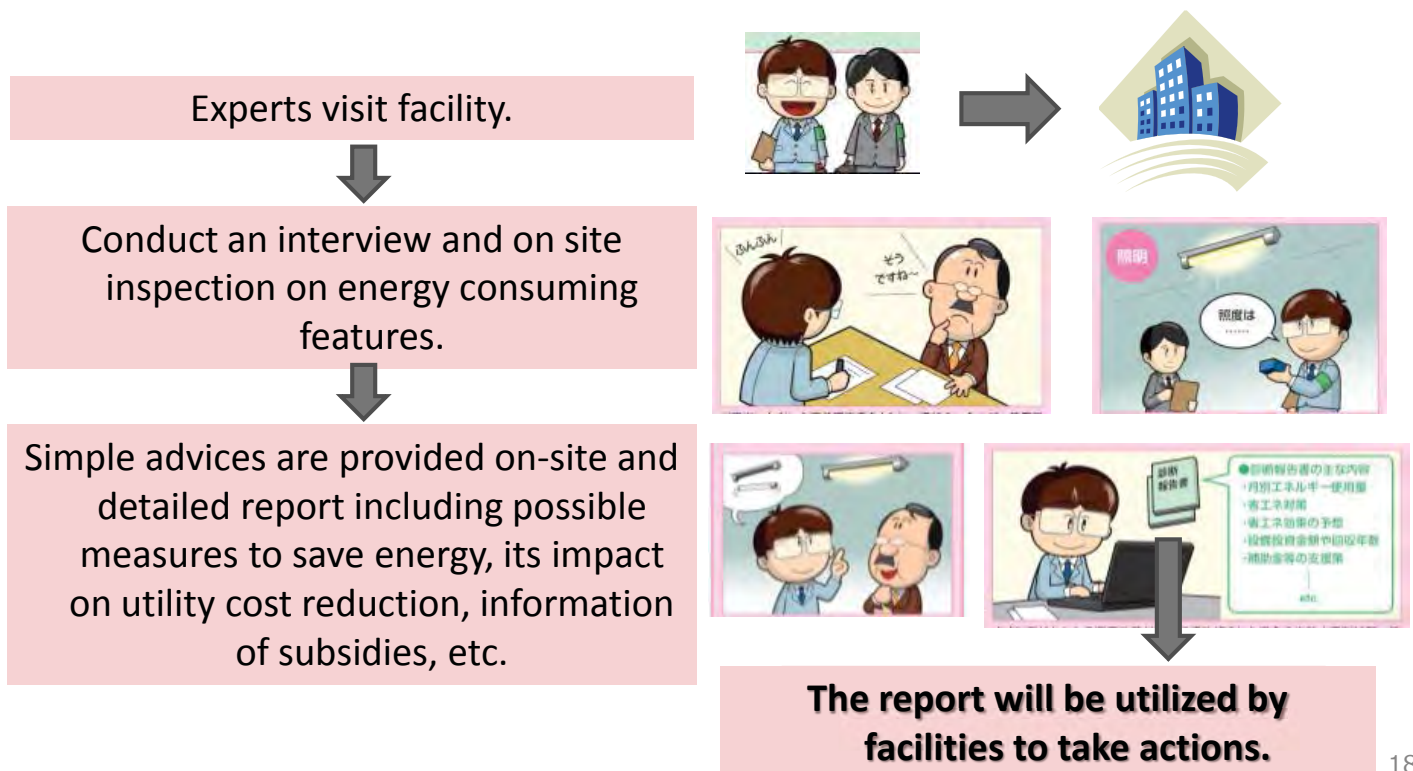 Experts visit facility.
Conduct an interview and on site
inspection on energy consuming
features.
ふんふん
そう
ですね～
照明
照度は
……
Simple advices are provided on-site and
detailed report including possible
measures to save energy, its impact
on utility cost reduction, information
of subsidies, etc.
診断
報告書
●診断報告書の主な内容
・月別エネルギー使用量
・省エネ対策
・省エネ効果の予想
・設備投資金額や回収年数
・補助金等の支援策
etc.
The report will be utilized by
facilities to take actions.
18